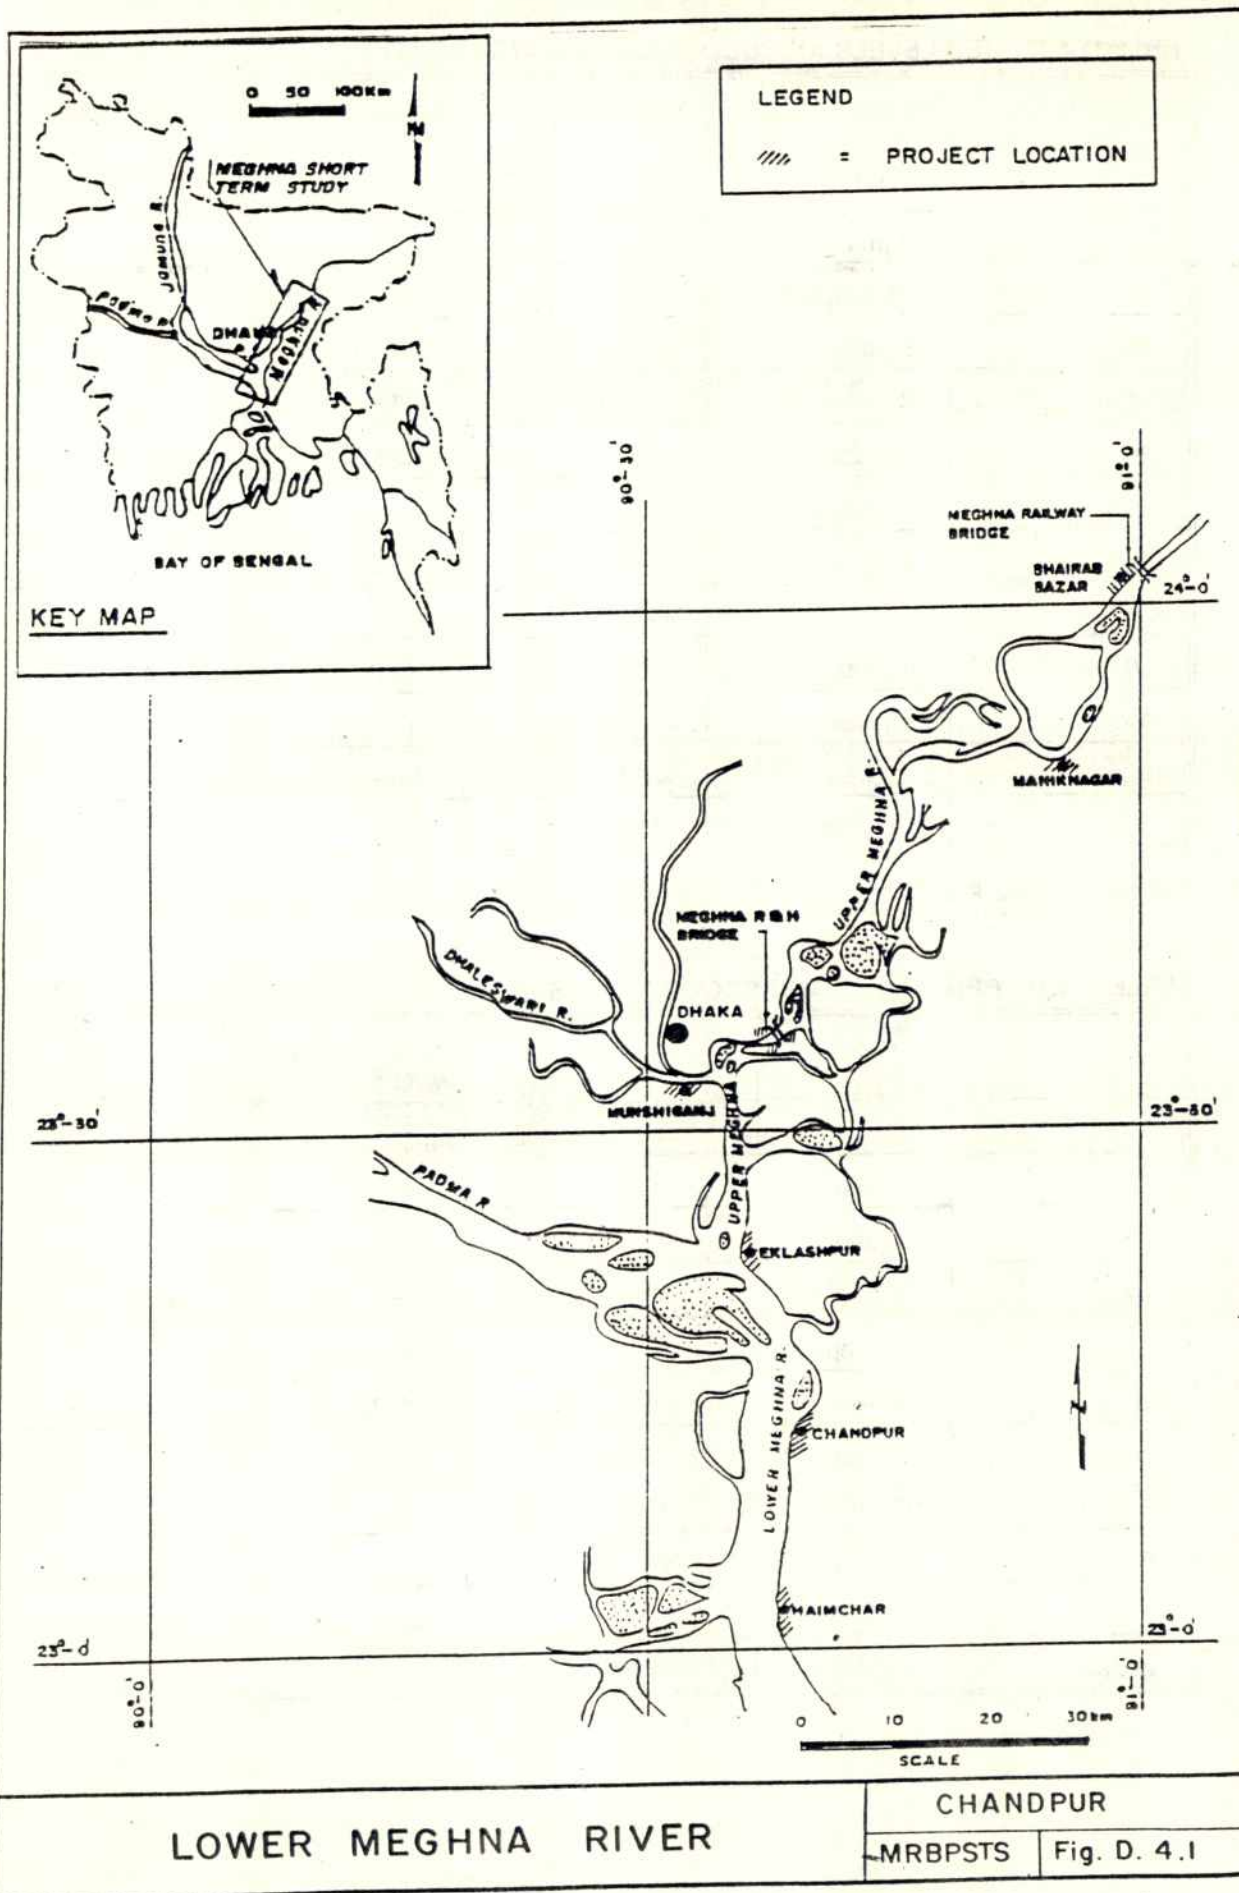 0 50 100Km
MEGHNA SHORT
TERM STUDY
Jamuna R.
Padma R
DHAKA
Meghna R
BAY OF BENGAL
KEY MAP
LEGEND
= PROJECT LOCATION
90°-30'
91°-0'
MEGHNA RAILWAY
BRIDGE
BHAIRAB
BAZAR
24°-0'
MANIKNAGAR
UPPER MEGHNA R.
MEGHNA R & H
BRIDGE
DHALESWARI R.
DHAKA
MUNSHIGANJ
23°-30'
23°-30'
UPPER MEGHNA
PADMA R
EKLASHPUR
LOWER MEGHNA R.
CHANDPUR
HAIMCHAR
23°-0'
23°-0'
90°-0'
91°-0'
0 10 20 30km
SCALE
LOWER MEGHNA RIVER
CHANDPUR
MRBPSTS
Fig. D. 4.1